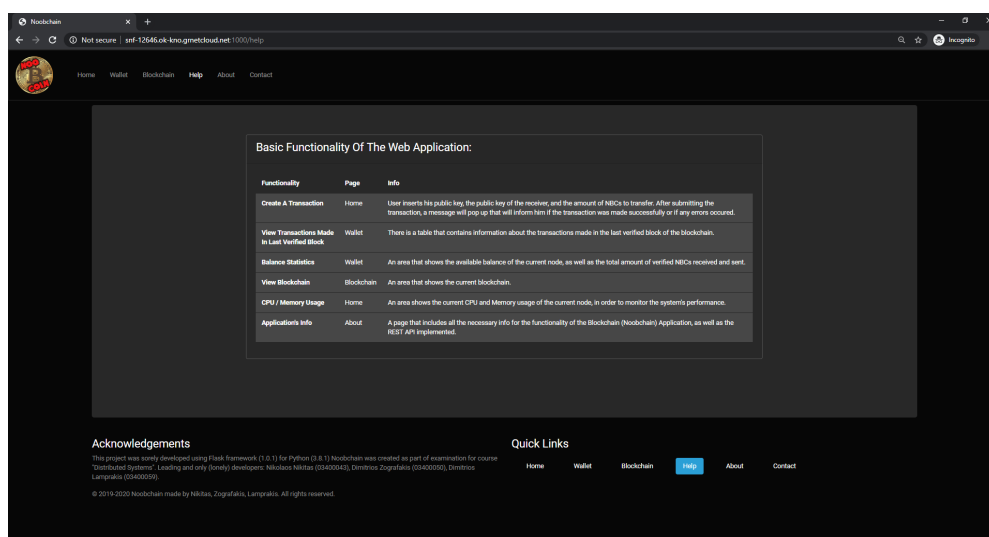 Noobchain
Not secure | snf-12646.ok-kno.grnetcloud.net:1000/help
Incognito
NOO
B
COIN
Home Wallet Blockchain Help About Contact
Basic Functionality Of The Web Application:
Functionality Page Info
Create A Transaction Home User inserts his public key, the public key of the receiver, and the amount of NBCs to transfer. After submitting the
transaction, a message will pop up that will inform him if the transaction was made successfully or if any errors occured.
View Transactions Made Wallet There is a table that contains information about the transactions made in the last verified block of the blockchain.
In Last Verified Block
Balance Statistics Wallet An area that shows the available balance of the current node, as well as the total amount of verified NBCs received and sent.
View Blockchain Blockchain An area that shows the current blockchain.
CPU / Memory Usage Home An area shows the current CPU and Memory usage of the current node, in order to monitor the system's performance.
Application's Info About A page that includes all the necessary info for the functionality of the Blockchain (Noobchain) Application, as well as the
REST API implemented.
Acknowledgements
This project was sorely developed using Flask framework (1.0.1) for Python (3.8.1) Noobchain was created as part of examination for course
"Distributed Systems". Leading and only (lonely) developers: Nikolaos Nikitas (03400043), Dimitrios Zografakis (03400050), Dimitrios
Lamprakis (03400059).
© 2019-2020 Noobchain made by Nikitas, Zografakis, Lamprakis. All rights reserved.
Quick Links
Home Wallet Blockchain Help About Contact